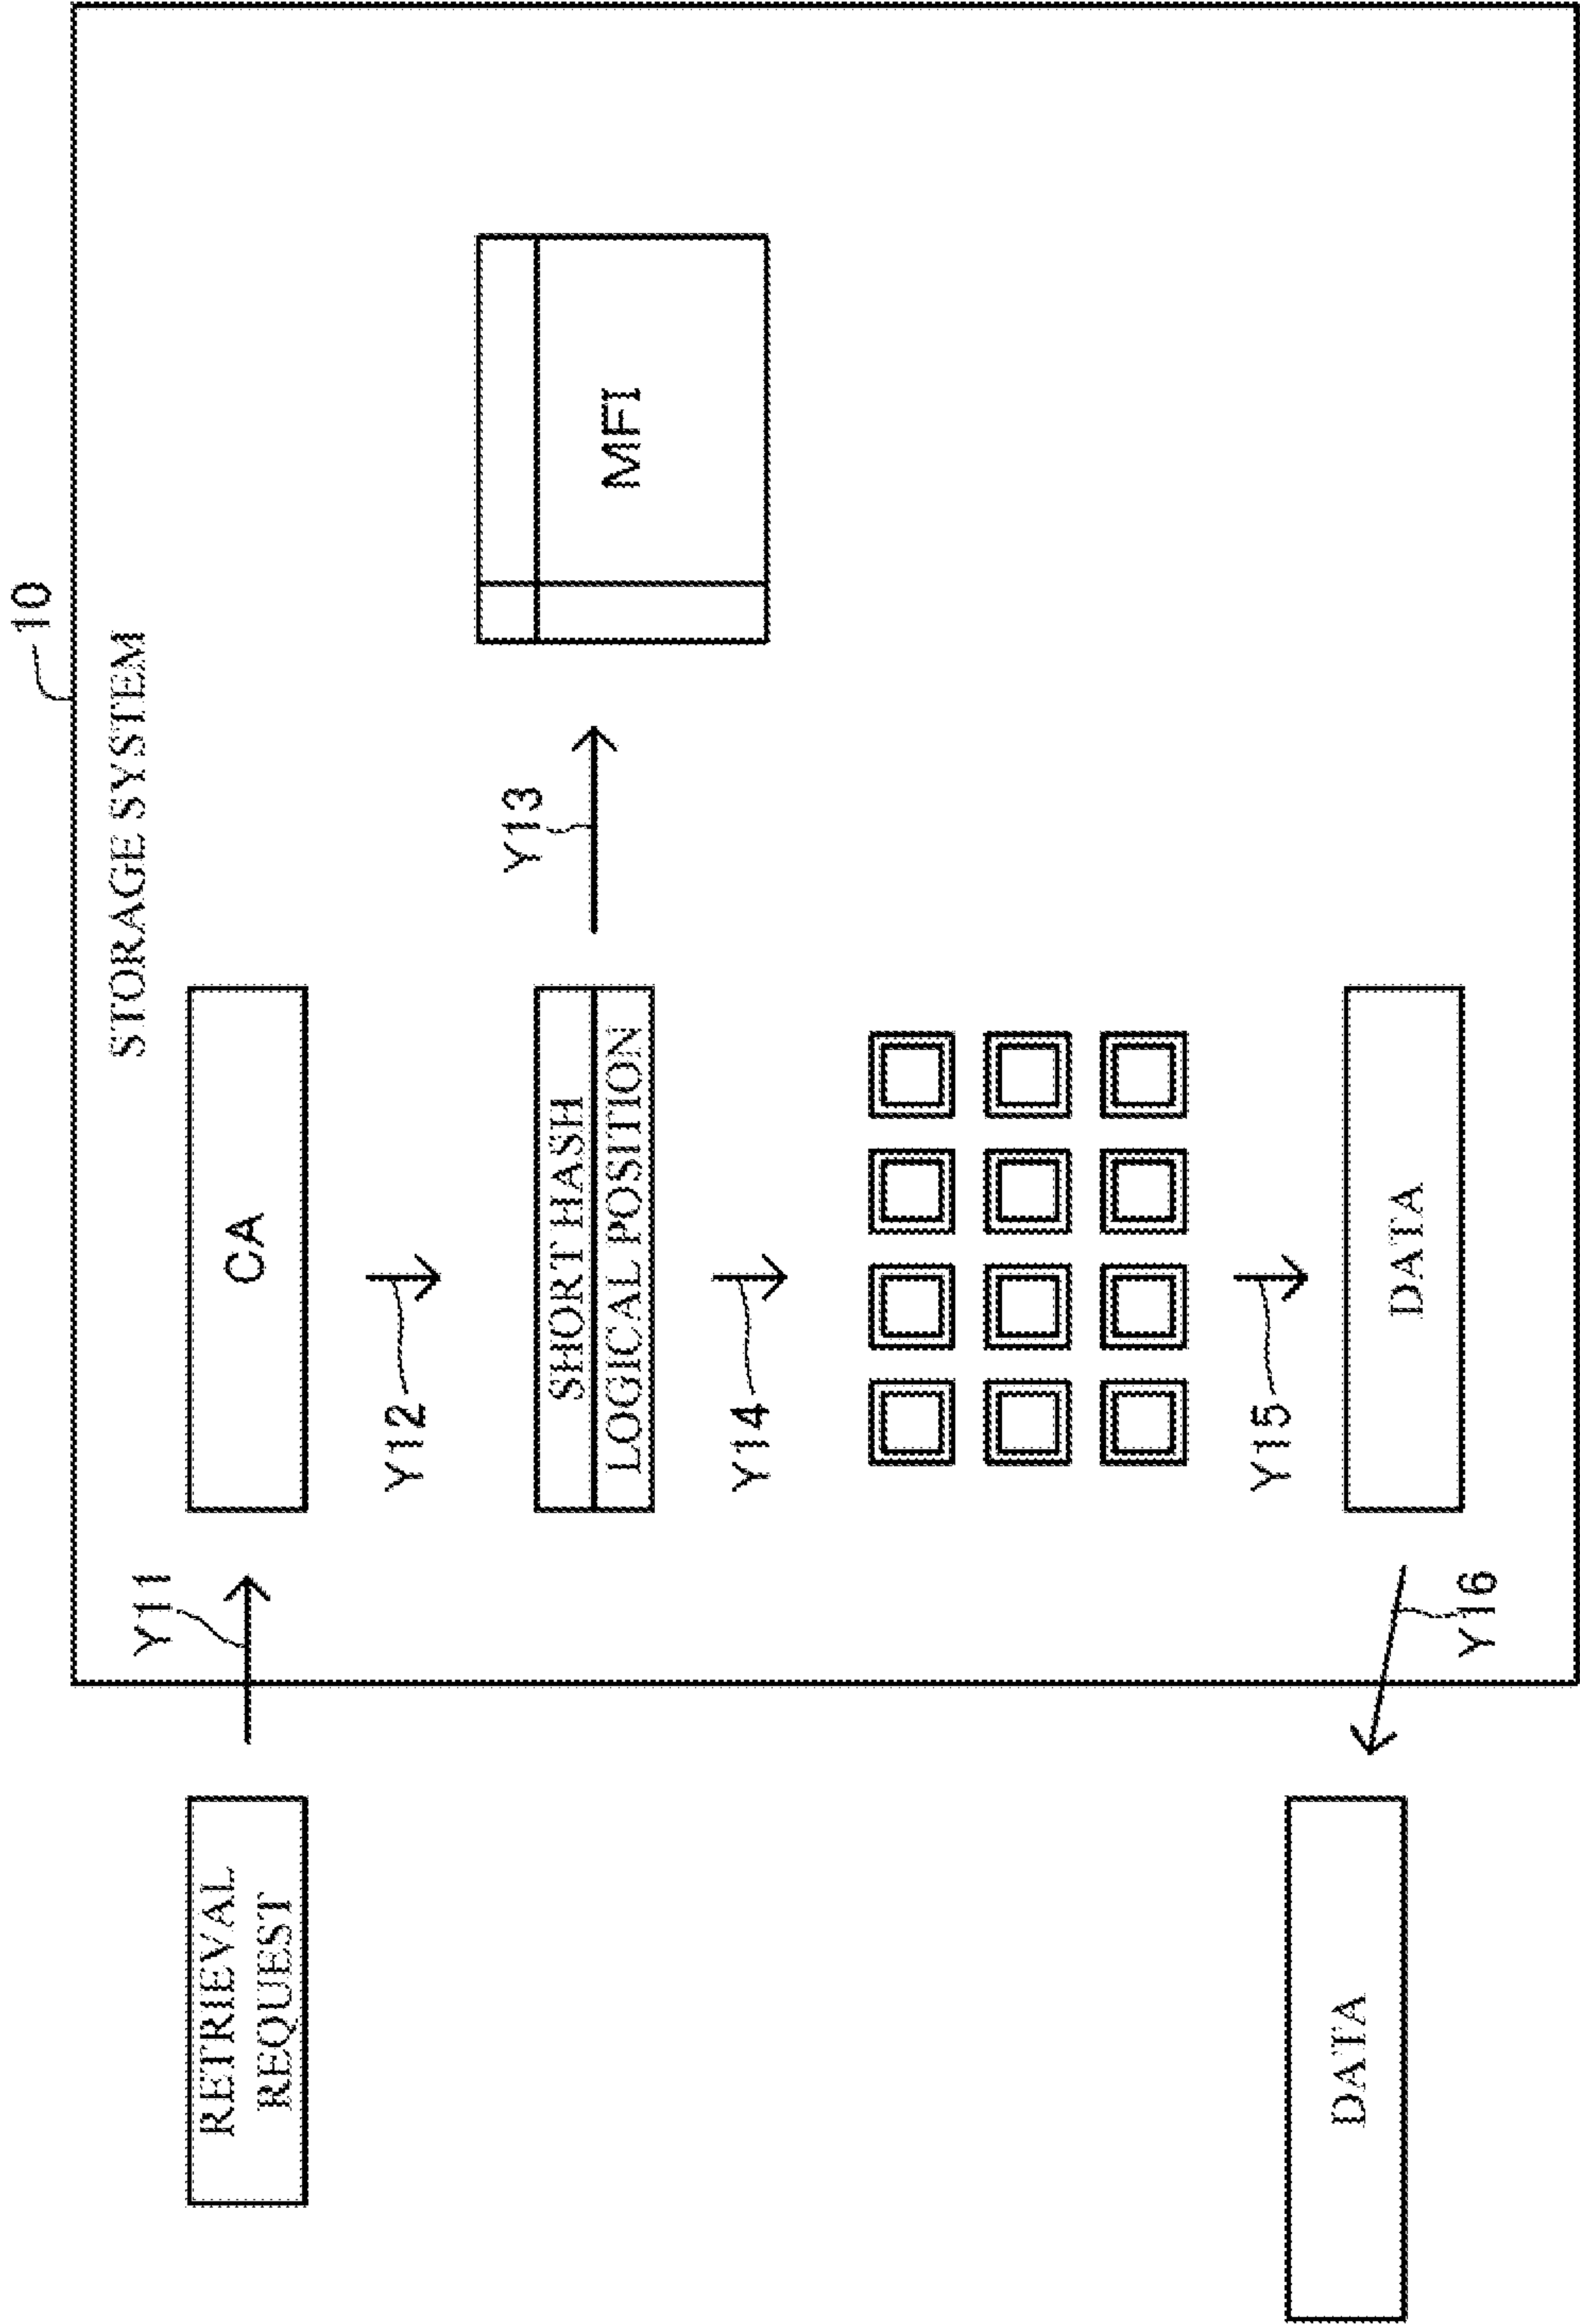 10
STORAGE SYSTEM
RETRIEVAL
REQUEST
Y11
CA
Y12
SHORT HASH
LOGICAL POSITION
Y13
MFI
Y14
Y15
DATA
Y16
DATA